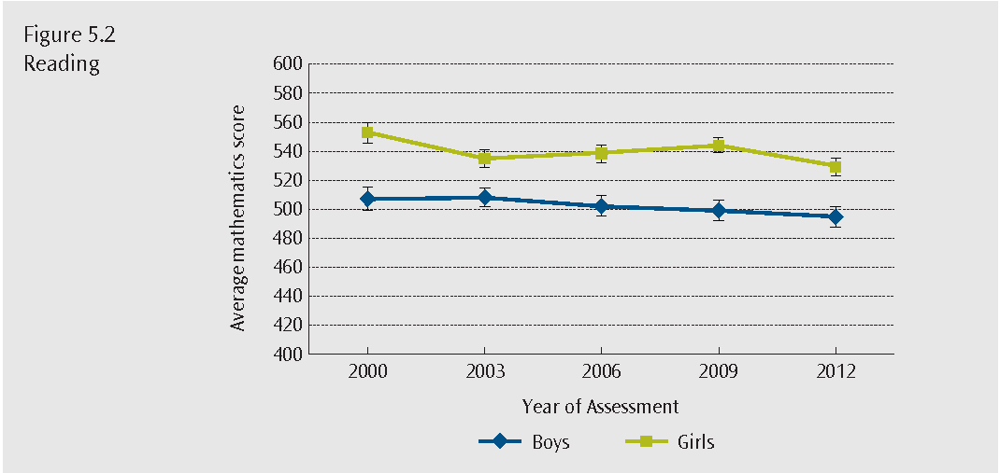 Figure 5.2
Reading
Average mathematics score
600
580
560
540
520
500
480
460
440
420
400
2000 2003 2006 2009 2012
Year of Assessment
Boys Girls